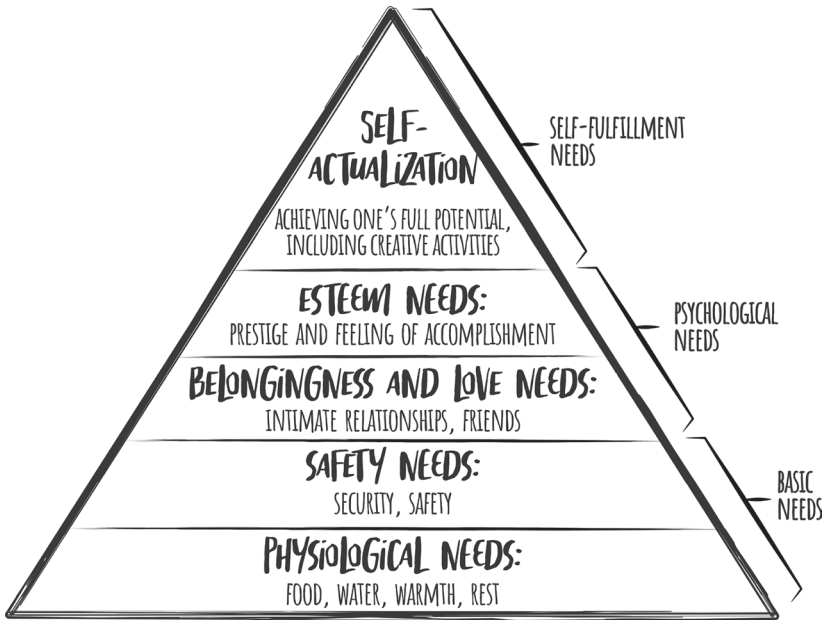 SELF-
ACTUALIZATION
ACHIEVING ONE'S FULL POTENTIAL,
INCLUDING CREATIVE ACTIVITIES
SELF-FULFILLMENT
NEEDS
ESTEEM NEEDS:
PRESTIGE AND FEELING OF ACCOMPLISHMENT
PSYCHOLOGICAL
NEEDS
BELONGINGNESS AND LOVE NEEDS:
INTIMATE RELATIONSHIPS, FRIENDS
SAFETY NEEDS:
SECURITY, SAFETY
BASIC
NEEDS
PHYSIOLOGICAL NEEDS:
FOOD, WATER, WARMTH, REST